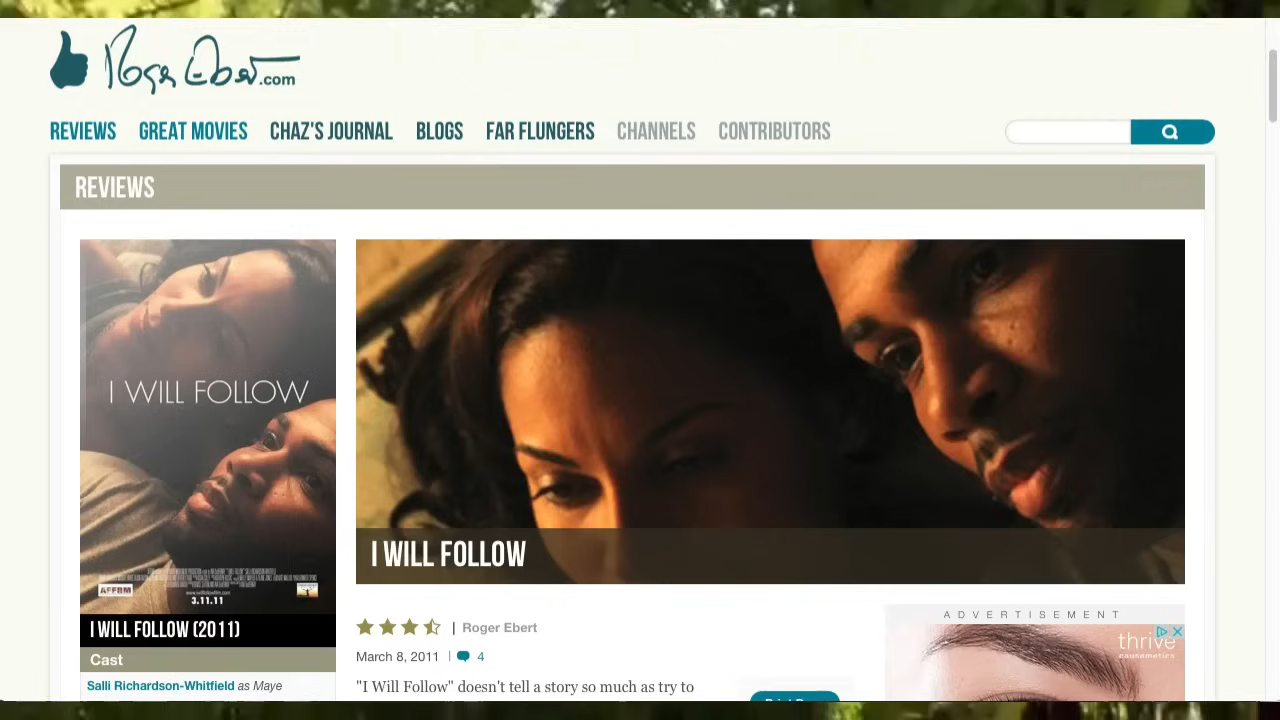 Roger Ebert.com
REVIEWS GREAT MOVIES CHAZ'S JOURNAL BLOGS FAR FLUNGERS CHANNELS CONTRIBUTORS
REVIEWS
I WILL FOLLOW
AFFRM
3.11.11
I WILL FOLLOW (2011)
Cast
Salli Richardson-Whitfield as Maye
I WILL FOLLOW
| Roger Ebert
March 8, 2011 | 4
"I Will Follow" doesn't tell a story so much as try to
ADVERTISEMENT
thrive
causemetics